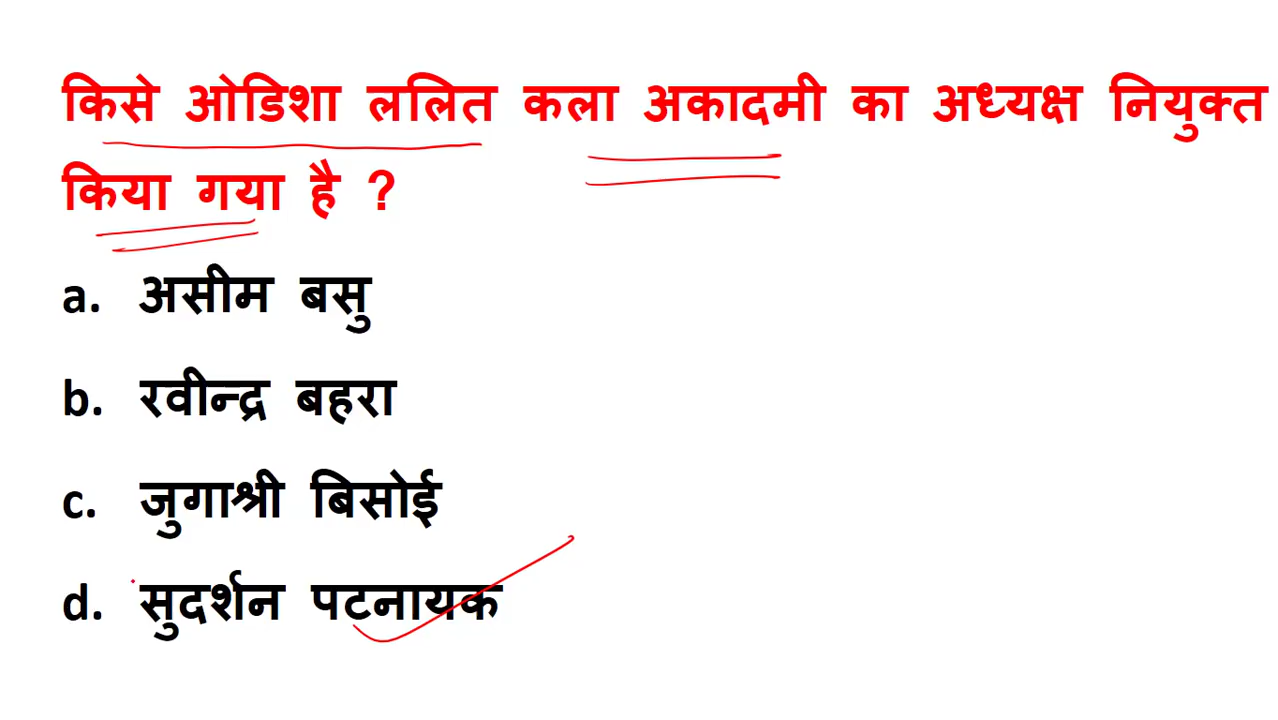 किसे ओडिशा ललित कला अकादमी का अध्यक्ष नियुक्त
किया गया है ?
a. असीम बसु
b. रवीन्द्र बहरा
c. जुगाश्री बिसोई
d. सुदर्शन पटनायक